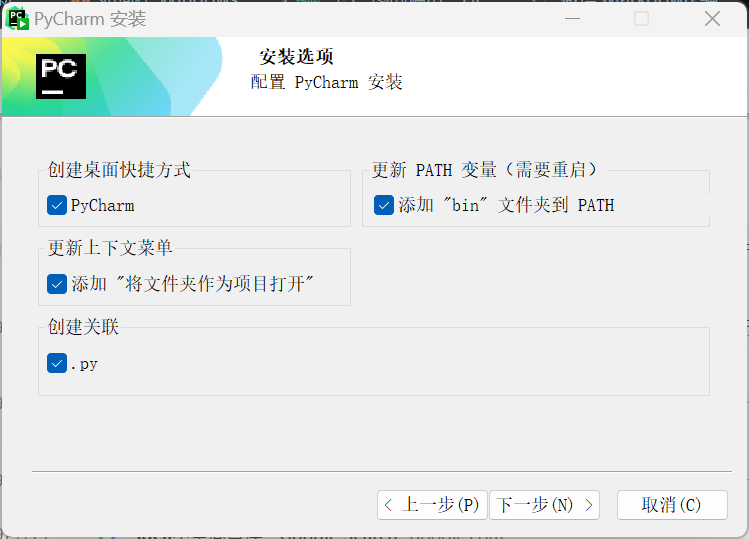 PyCharm 安装
PC
安装选项
配置 PyCharm 安装
创建桌面快捷方式
PyCharm
更新 PATH 变量（需要重启）
添加 "bin" 文件夹到 PATH
更新上下文菜单
添加 "将文件夹作为项目打开"
创建关联
.py
< 上一步(P)
下一步(N) >
取消(C)